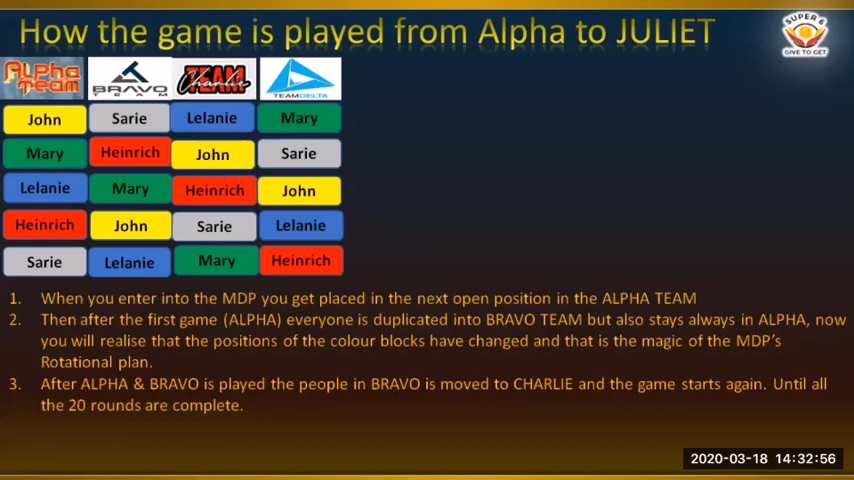 How the game is played from Alpha to JULIET
SUPER 6
GIVE TO GET
ALPha TEam
BRAVO TEAM
TEAM Charlie
TEAMDELTA
John Sarie Lelanie Mary
Mary Heinrich John Sarie
Lelanie Mary Heinrich John
Heinrich John Sarie Lelanie
Sarie Lelanie Mary Heinrich
1. When you enter into the MDP you get placed in the next open position in the ALPHA TEAM
2. Then after the first game (ALPHA) everyone is duplicated into BRAVO TEAM but also stays always in ALPHA, now
you will realise that the positions of the colour blocks have changed and that is the magic of the MDP’s
Rotational plan.
3. After ALPHA & BRAVO is played the people in BRAVO is moved to CHARLIE and the game starts again. Until all
the 20 rounds are complete.
2020-03-18 14:32:56